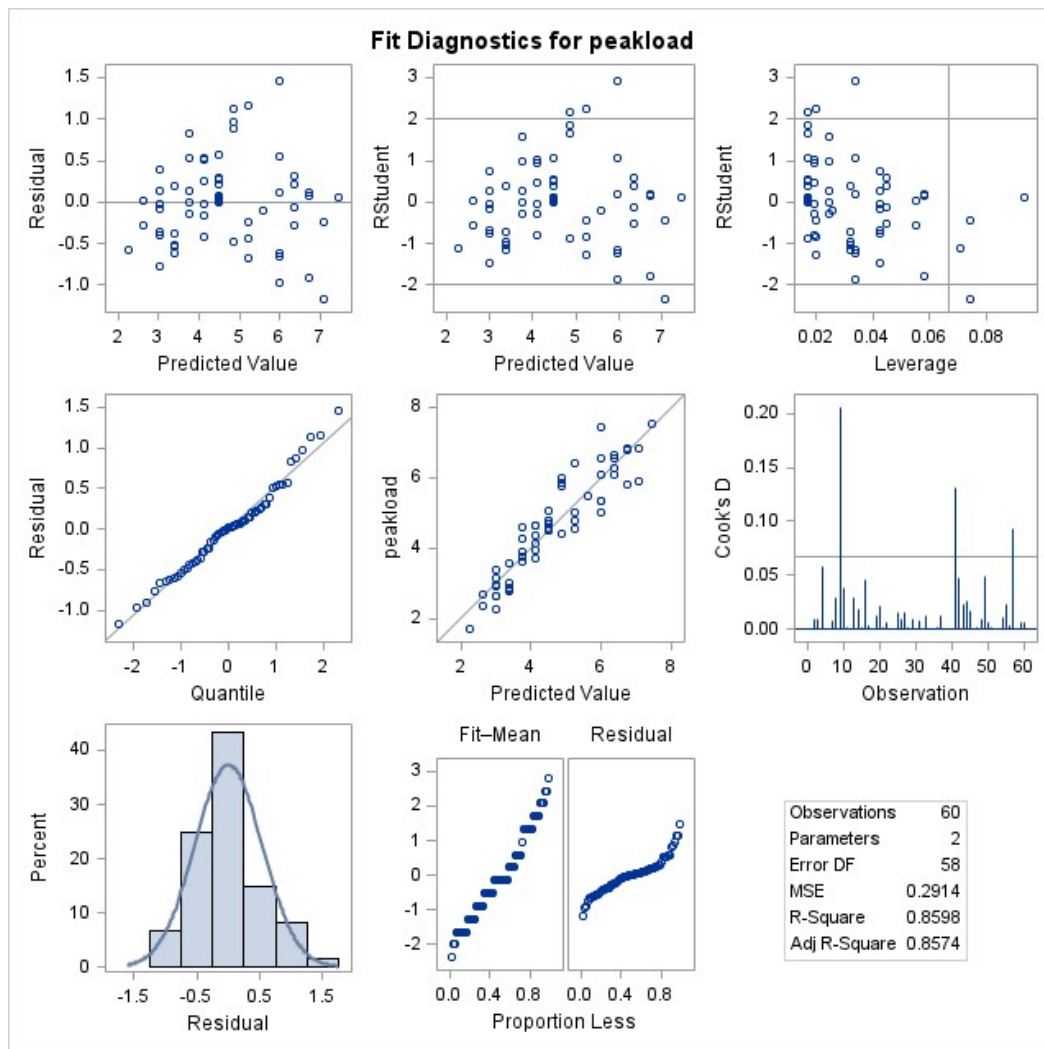 Fit Diagnostics for peakload
1.5
1.0
0.5
0.0
-0.5
-1.0
Residual
2 3 4 5 6 7
Predicted Value
3
2
1
0
-1
-2
RStudent
3 4 5 6 7
Predicted Value
3
2
1
0
-1
-2
RStudent
0.02 0.04 0.06 0.08
Leverage
1.5
1.0
0.5
0.0
-0.5
-1.0
Residual
-2 -1 0 1 2
Quantile
8
6
4
2
peakload
2 4 6 8
Predicted Value
0.20
0.15
0.10
0.05
0.00
Cook's D
0 10 20 30 40 50 60
Observation
40
30
20
10
0
Percent
-1.5 -0.5 0.5 1.5
Residual
Fit–Mean Residual
3
2
1
0
-1
-2
0.0 0.4 0.8 0.0 0.4 0.8
Proportion Less
Observations 60
Parameters 2
Error DF 58
MSE 0.2914
R-Square 0.8598
Adj R-Square 0.8574